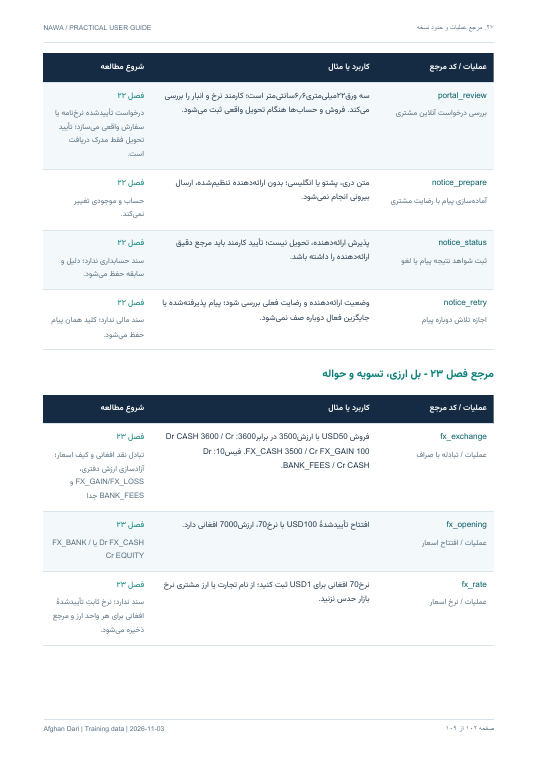 ۴۲. مرجع عملیات و حدود نسخه
NAWA / PRACTICAL USER GUIDE
عملیات / کد مرجع
کاربرد یا مثال
شروع مطالعه
portal_review
بررسی درخواست آنلاین مشتری
سه ورق۲۲میلی‌متری۶٫۶سانتی‌متر است؛ کارمند نرخ و انبار را بررسی
می‌کند. فروش و حساب‌ها هنگام تحویل واقعی ثبت می‌شود.
فصل ۲۲
درخواست تأییدشده نرخ‌نامه یا
سفارش واقعی می‌سازد؛ تأیید
تحویل فقط مدرک دریافت
است.
notice_prepare
آماده‌سازی پیام با رضایت مشتری
متن دری، پشتو یا انگلیسی؛ بدون ارائه‌دهنده تنظیم‌شده، ارسال
بیرونی انجام نمی‌شود.
فصل ۲۲
حساب و موجودی تغییر
نمی‌کند.
notice_status
ثبت شواهد نتیجه پیام یا لغو
پذیرش ارائه‌دهنده، تحویل نیست؛ تأیید کارمند باید مرجع دقیق
ارائه‌دهنده را داشته باشد.
فصل ۲۲
سند حسابداری ندارد؛ دلیل و
سابقه حفظ می‌شود.
notice_retry
اجازه تلاش دوباره پیام
وضعیت ارائه‌دهنده و رضایت فعلی بررسی شود؛ پیام پذیرفته‌شده یا
جایگزین فعال دوباره صف نمی‌شود.
فصل ۲۲
سند مالی ندارد؛ کلید همان پیام
حفظ می‌شود.
مرجع فصل ۲۳ - بل ارزی، تسویه و حواله
عملیات / کد مرجع
کاربرد یا مثال
شروع مطالعه
fx_exchange
عملیات / تبادله با صراف
فروش USD50 با ارزش3500 در برابر3600: Dr CASH 3600 / Cr
FX_CASH 3500 / Cr FX_GAIN 100. فیس10: Dr
BANK_FEES / Cr CASH.
فصل ۲۳
تبادل نقد افغانی و کیف اسعار؛
آزادسازی ارزش دفتری،
FX_GAIN/FX_LOSS و
BANK_FEES جدا
fx_opening
عملیات / افتتاح اسعار
افتتاح تأییدشدهٔ USD100 با نرخ70، ارزش7000 افغانی دارد.
فصل ۲۳
Dr FX_CASH یا FX_BANK /
Cr EQUITY
fx_rate
عملیات / نرخ اسعار
نرخ70 افغانی برای USD1 ثبت کنید؛ از نام تجارت یا ارز مشتری نرخ
بازار حدس نزنید.
فصل ۲۳
سند ندارد؛ نرخ ثابتِ تأییدشدهٔ
افغانی برای هر واحد ارز و مرجع
ذخیره می‌شود.
صفحه ۱۰۲ از ۱۰۹
Afghan Dari | Training data | 2026-11-03